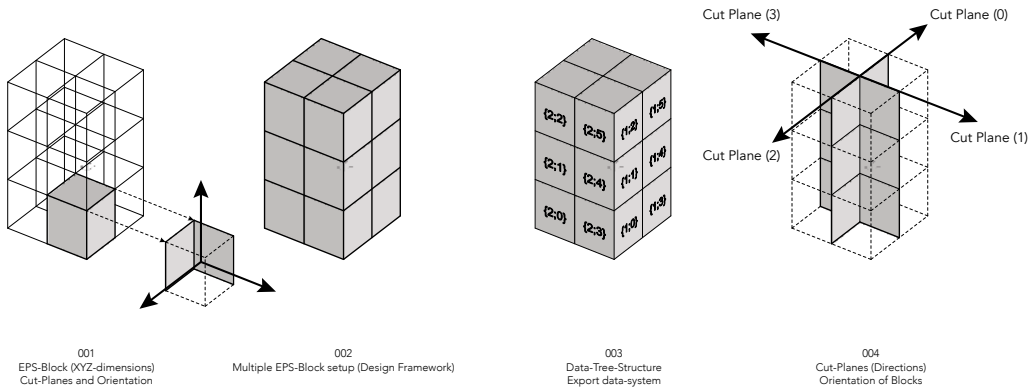 Cut Plane (3)
Cut Plane (0)
Cut Plane (2)
Cut Plane (1)
{2;2}
{2;5}
{1;2}
{1;5}
{2;1}
{2;4}
{1;1}
{1;4}
{2;0}
{2;3}
{1;0}
{1;3}
001
EPS-Block (XYZ-dimensions)
Cut-Planes and Orientation
002
Multiple EPS-Block setup (Design Framework)
003
Data-Tree-Structure
Export data-system
004
Cut-Planes (Directions)
Orientation of Blocks